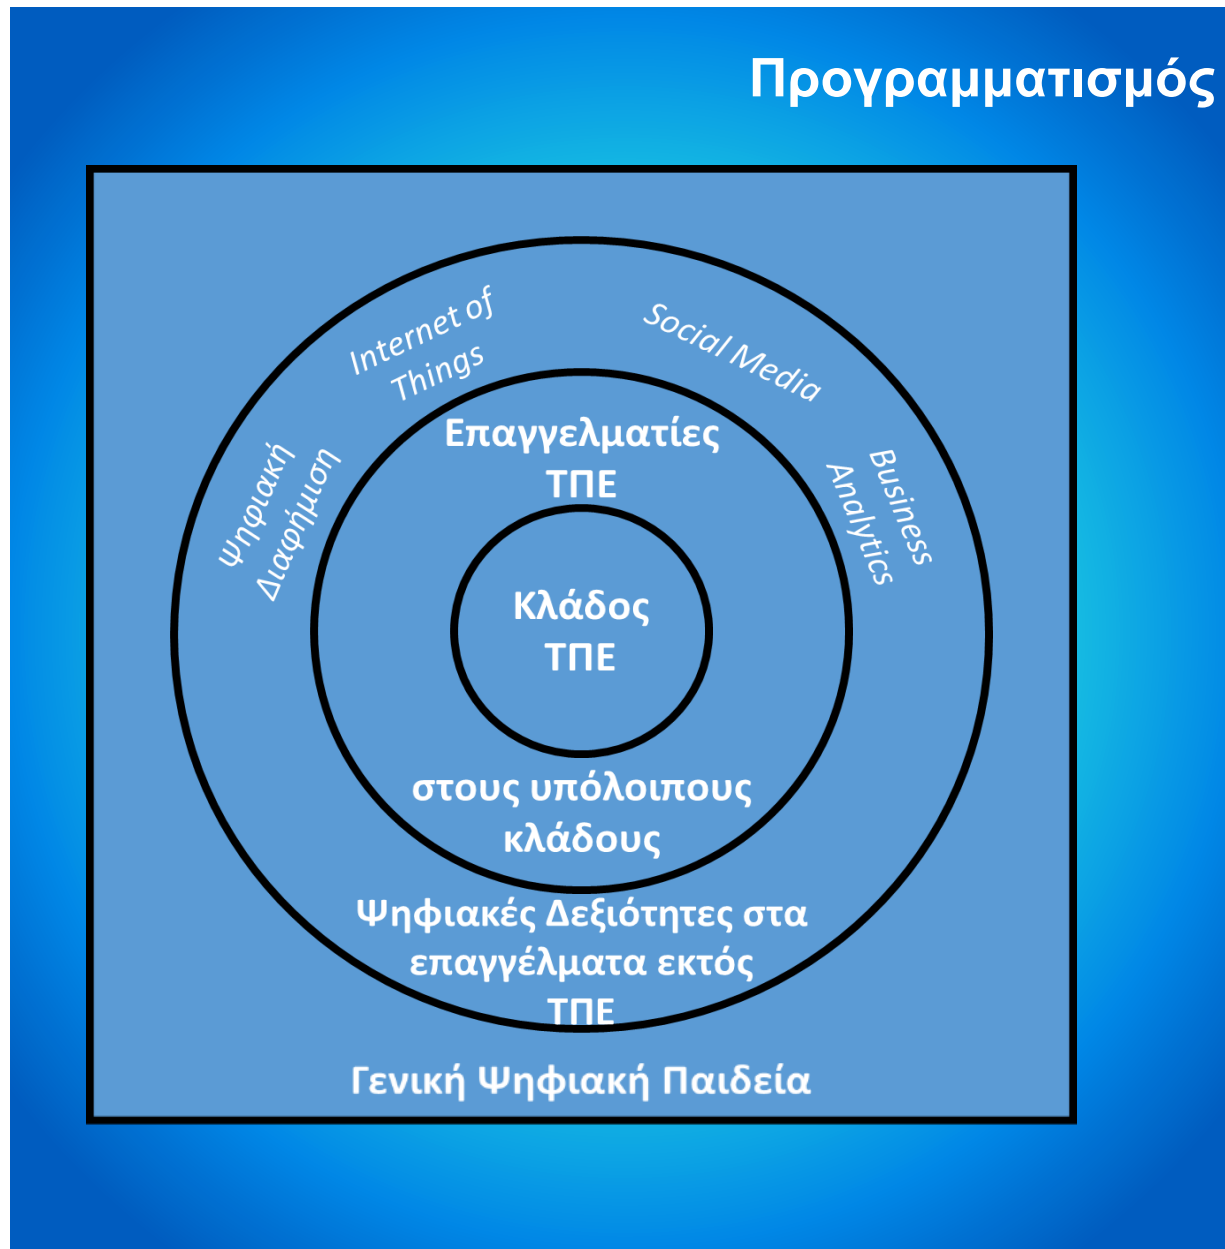 Προγραμματισμός
Internet of
Things
Social Media
Ψηφιακή
Διαφήμιση
Business
Analytics
Επαγγελματίες
ΤΠΕ
Κλάδος
ΤΠΕ
στους υπόλοιπους
κλάδους
Ψηφιακές Δεξιότητες στα
επαγγέλματα εκτός
ΤΠΕ
Γενική Ψηφιακή Παιδεία